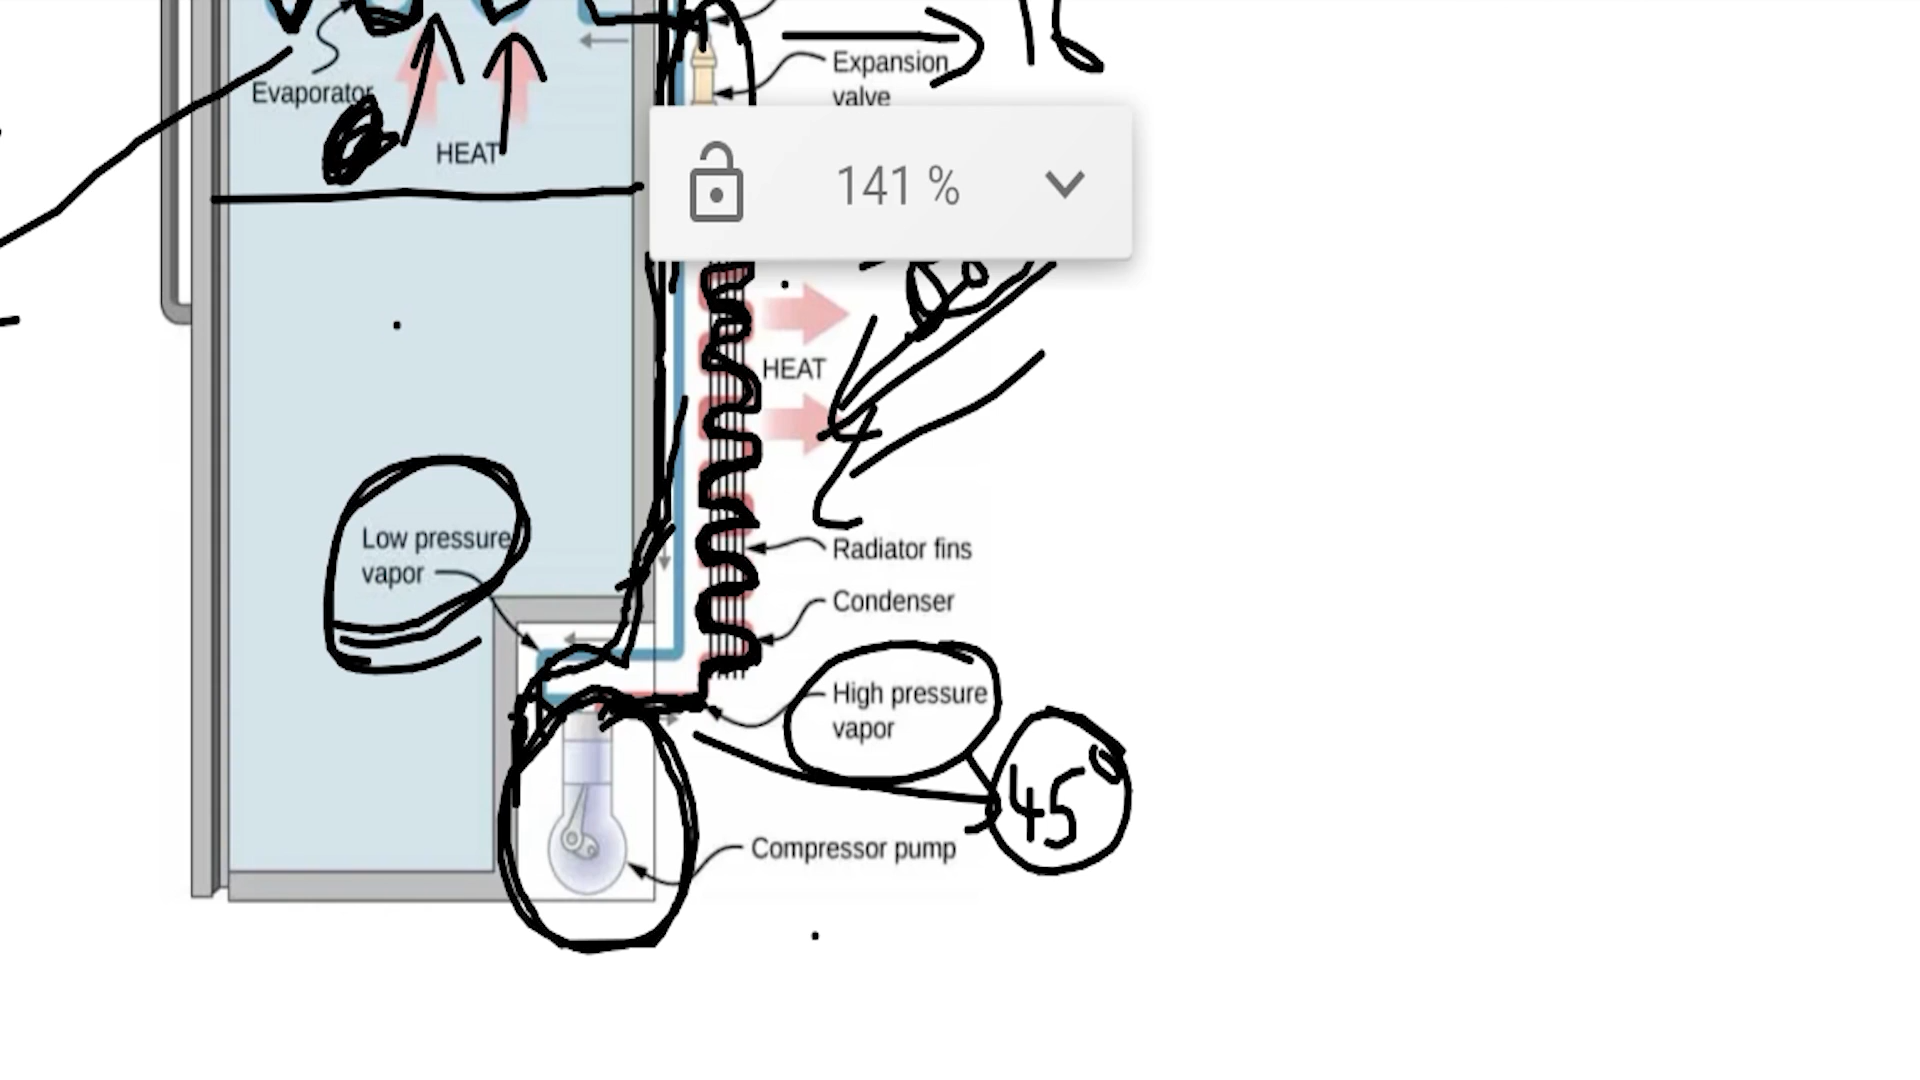 Expansion
valve
Evaporator
HEAT
141 %
HEAT
Low pressure
vapor
Radiator fins
Condenser
High pressure
vapor
45°
Compressor pump